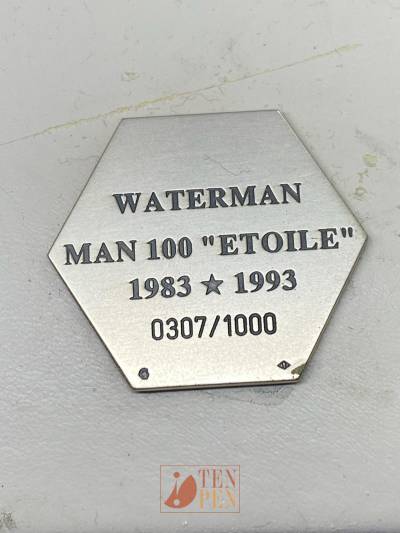 WATERMAN
MAN 100 "ETOILE"
1983 ★ 1993
0307/1000
TEN
PEN